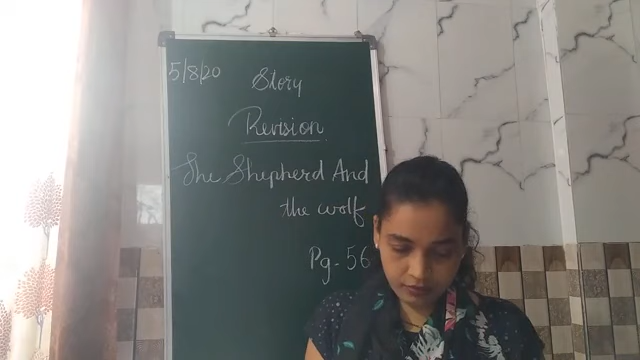 5/8/20
Story
Revision
The Shepherd And
the wolf
Pg - 56